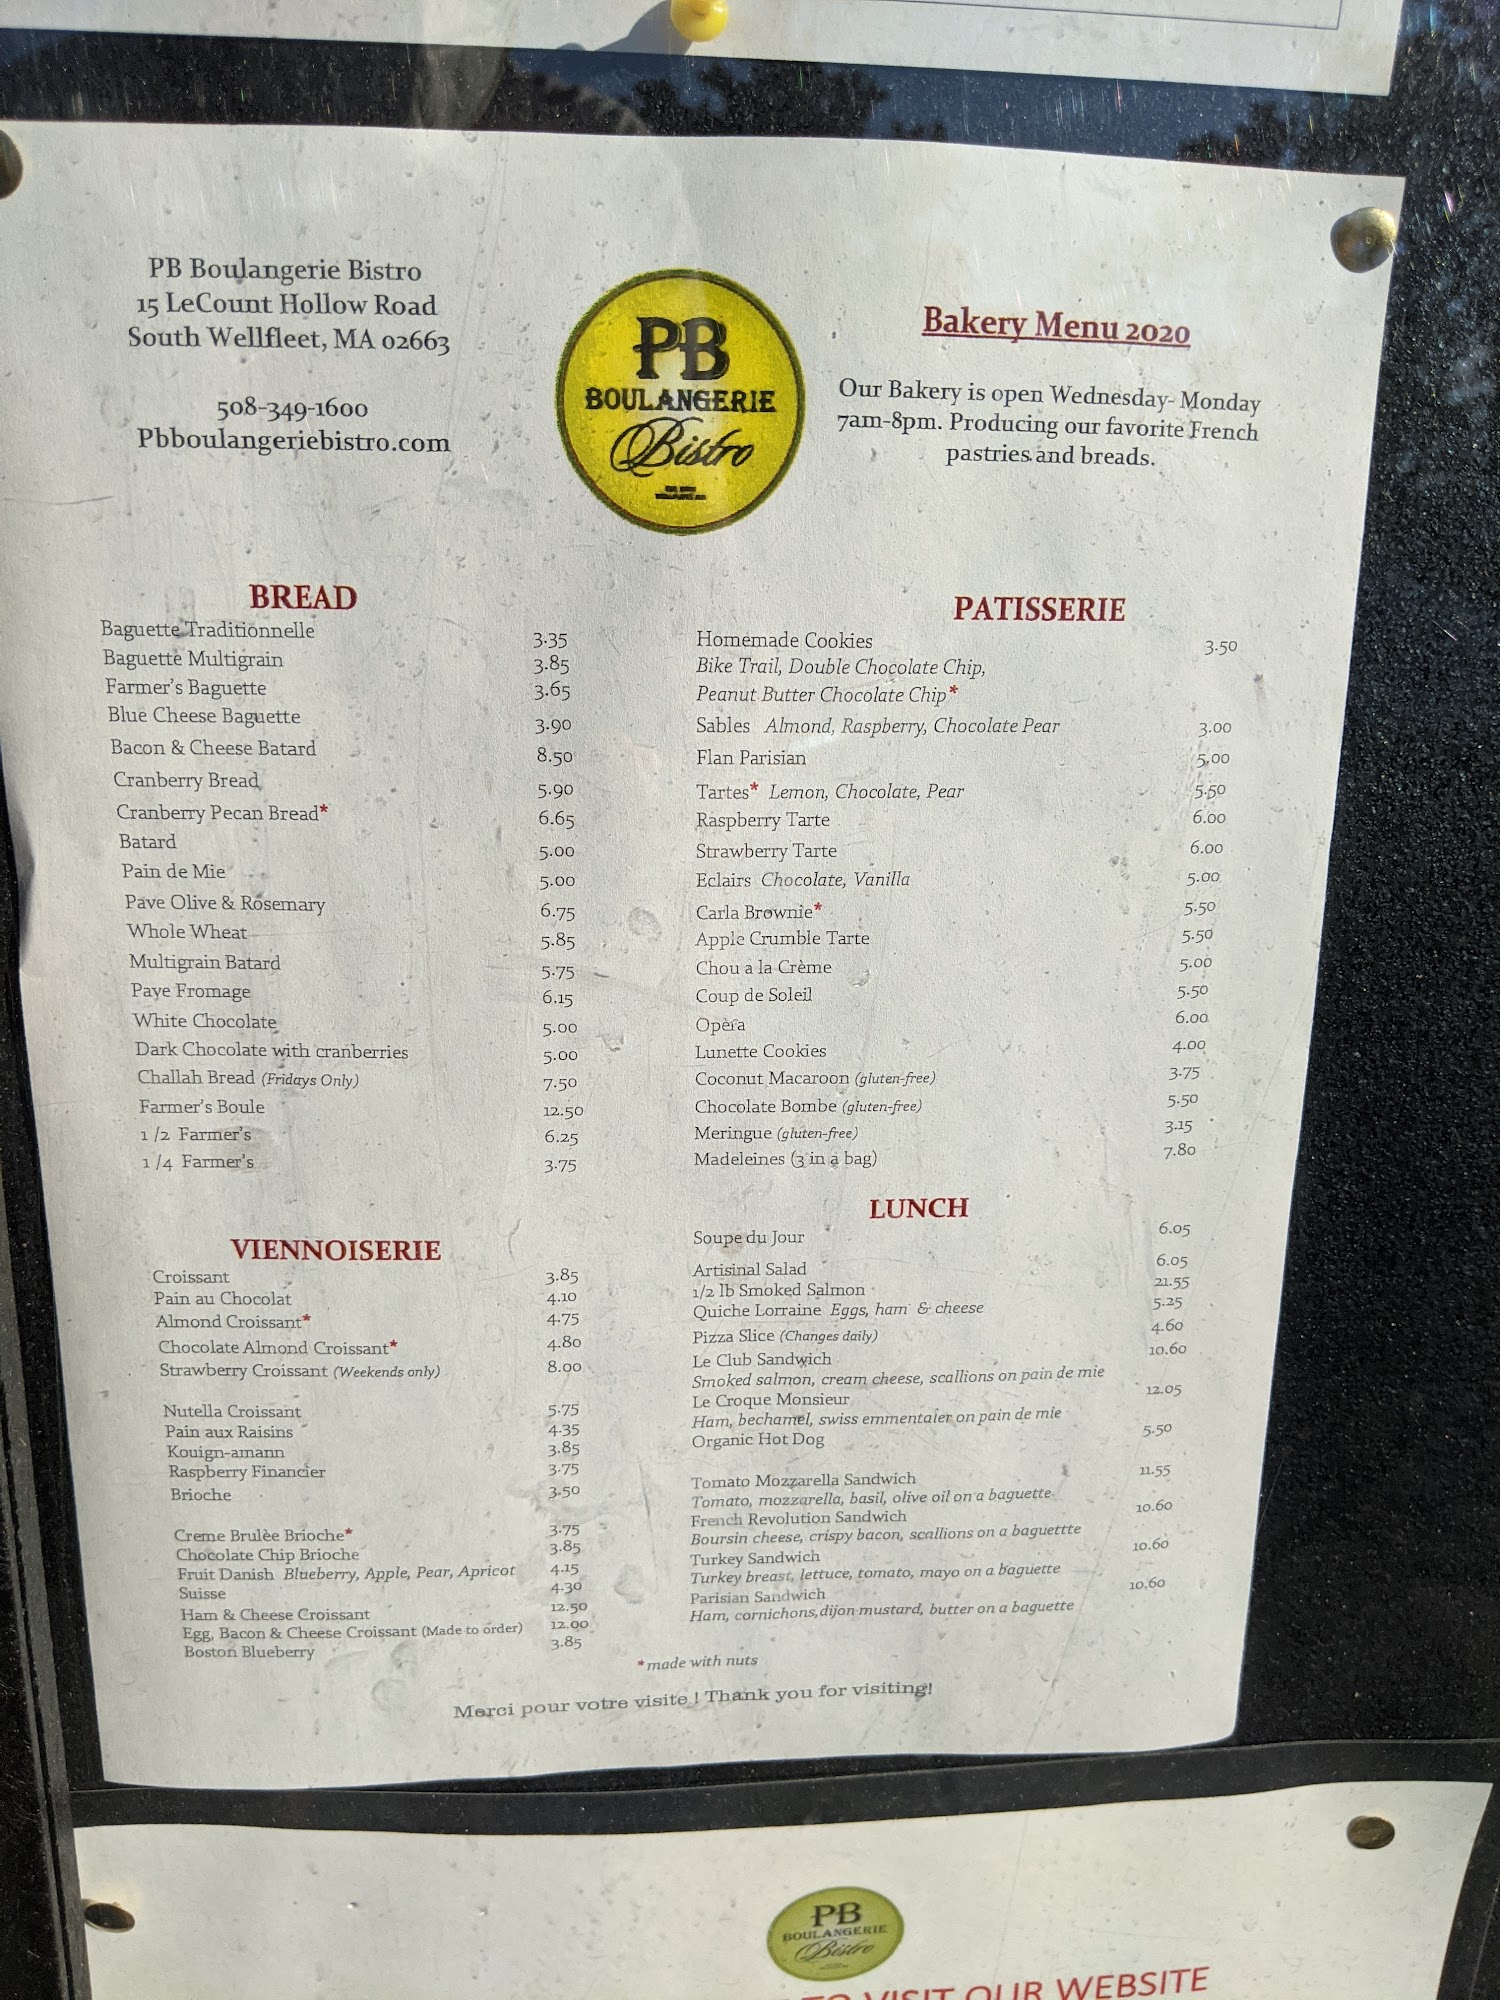 PB Boulangerie Bistro
15 LeCount Hollow Road
South Wellfleet, MA 02663
508-349-1600
Pbboulangeriebistro.com
PB
BOULANGERIE
Bistro
Bakery Menu 2020
Our Bakery is open Wednesday- Monday
7am-8pm. Producing our favorite French
pastries and breads.
BREAD
Baguette Traditionnelle 3.35
Baguette Multigrain 3.85
Farmer's Baguette 3.65
Blue Cheese Baguette 3.90
Bacon & Cheese Batard 8.50
Cranberry Bread 5.90
Cranberry Pecan Bread* 6.65
Batard 5.00
Pain de Mie 5.00
Pave Olive & Rosemary 6.75
Whole Wheat 5.85
Multigrain Batard 5.75
Pave Fromage 6.15
White Chocolate 5.00
Dark Chocolate with cranberries 5.00
Challah Bread (Fridays Only) 7.50
Farmer's Boule 12.50
1 /2 Farmer's 6.25
1 /4 Farmer's 3.75
VIENNOISERIE
Croissant 3.85
Pain au Chocolat 4.10
Almond Croissant* 4.75
Chocolate Almond Croissant* 4.80
Strawberry Croissant (Weekends only) 8.00
Nutella Croissant 5.75
Pain aux Raisins 4.35
Kouign-amann 3.85
Raspberry Financier 3.75
Brioche 3.50
Creme Brulèe Brioche* 3.75
Chocolate Chip Brioche 3.85
Fruit Danish Blueberry, Apple, Pear, Apricot 4.15
Suisse 4.30
Ham & Cheese Croissant 12.50
Egg, Bacon & Cheese Croissant (Made to order) 12.00
Boston Blueberry 3.85
PATISSERIE
Homemade Cookies 3.50
Bike Trail, Double Chocolate Chip,
Peanut Butter Chocolate Chip*
Sables Almond, Raspberry, Chocolate Pear 3.00
Flan Parisian 5.00
Tartes* Lemon, Chocolate, Pear 5.50
Raspberry Tarte 6.00
Strawberry Tarte 6.00
Eclairs Chocolate, Vanilla 5.00
Carla Brownie* 5.50
Apple Crumble Tarte 5.50
Chou a la Crème 5.00
Coup de Soleil 5.50
Opèra 6.00
Lunette Cookies 4.00
Coconut Macaroon (gluten-free) 3.75
Chocolate Bombe (gluten-free) 5.50
Meringue (gluten-free) 3.15
Madeleines (3 in a bag) 7.80
LUNCH
Soupe du Jour 6.05
Artisinal Salad 6.05
1/2 lb Smoked Salmon 21.55
Quiche Lorraine Eggs, ham & cheese 5.25
Pizza Slice (Changes daily) 4.60
Le Club Sandwich 10.60
Smoked salmon, cream cheese, scallions on pain de mie
Le Croque Monsieur 12.05
Ham, bechamel, swiss emmentaler on pain de mie
Organic Hot Dog 5.50
Tomato Mozzarella Sandwich 11.55
Tomato, mozzarella, basil, olive oil on a baguette
French Revolution Sandwich 10.60
Boursin cheese, crispy bacon, scallions on a baguettte
Turkey Sandwich 10.60
Turkey breast, lettuce, tomato, mayo on a baguette
Parisian Sandwich 10.60
Ham, cornichons,dijon mustard, butter on a baguette
*made with nuts
Merci pour votre visite ! Thank you for visiting!
PB
BOULANGERIE
Bistro
TO VISIT OUR WEBSITE